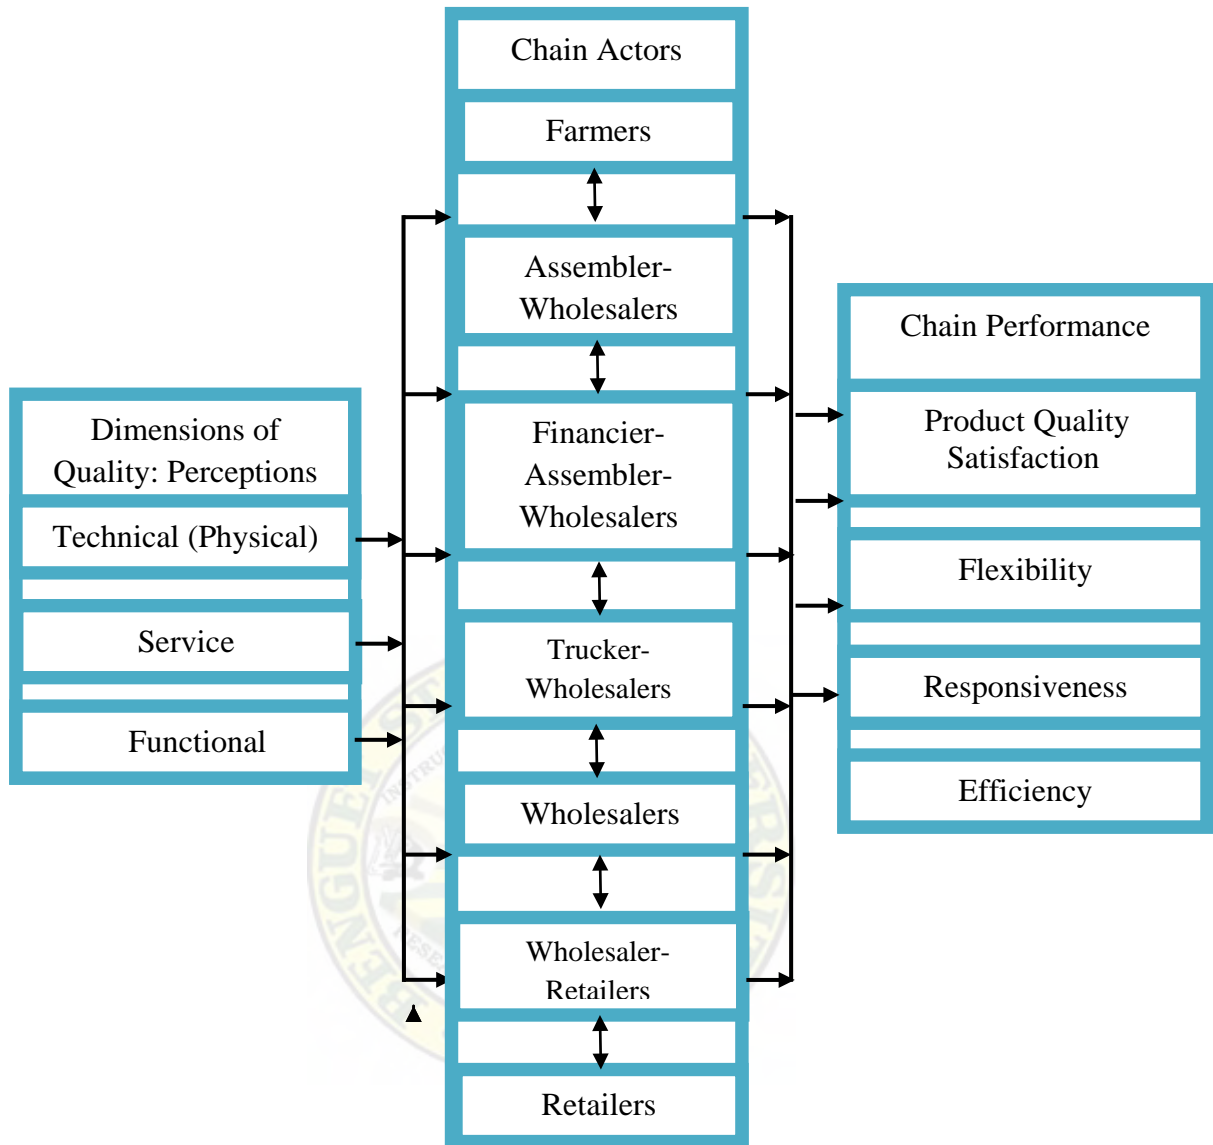 Chain Actors
Farmers
Assembler-
Wholesalers
Financier-
Assembler-
Wholesalers
Trucker-
Wholesalers
Wholesalers
Wholesaler-
Retailers
Retailers
Dimensions of
Quality: Perceptions
Technical (Physical)
Service
Functional
Chain Performance
Product Quality
Satisfaction
Flexibility
Responsiveness
Efficiency
BENGUET